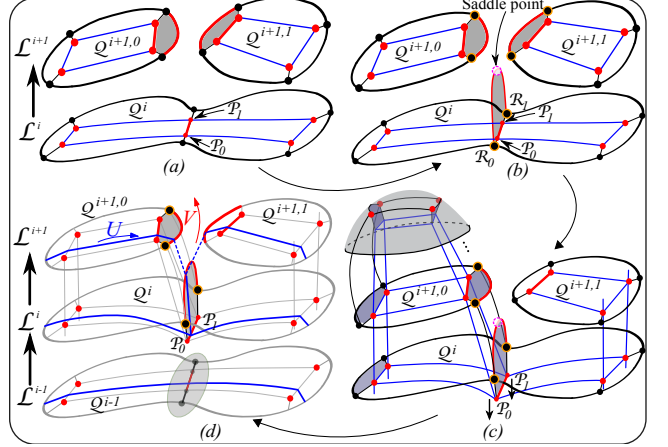 Saddle point
ℒ^{i+1}
Q^{i+1,0}
Q^{i+1,1}
ℒ^i
Q^i
P_1
P_0
(a)
Q^{i+1,0}
Q^{i+1,1}
Q^i
R_1
P_1
R_0
P_0
(b)
Q^{i+1,0}
Q^{i+1,1}
ℒ^{i+1}
U
V
Q^i
ℒ^i
P_1
P_0
ℒ^{i-1}
Q^{i-1}
(d)
Q^{i+1,0}
Q^{i+1,1}
Q^i
P_1
P_0
(c)